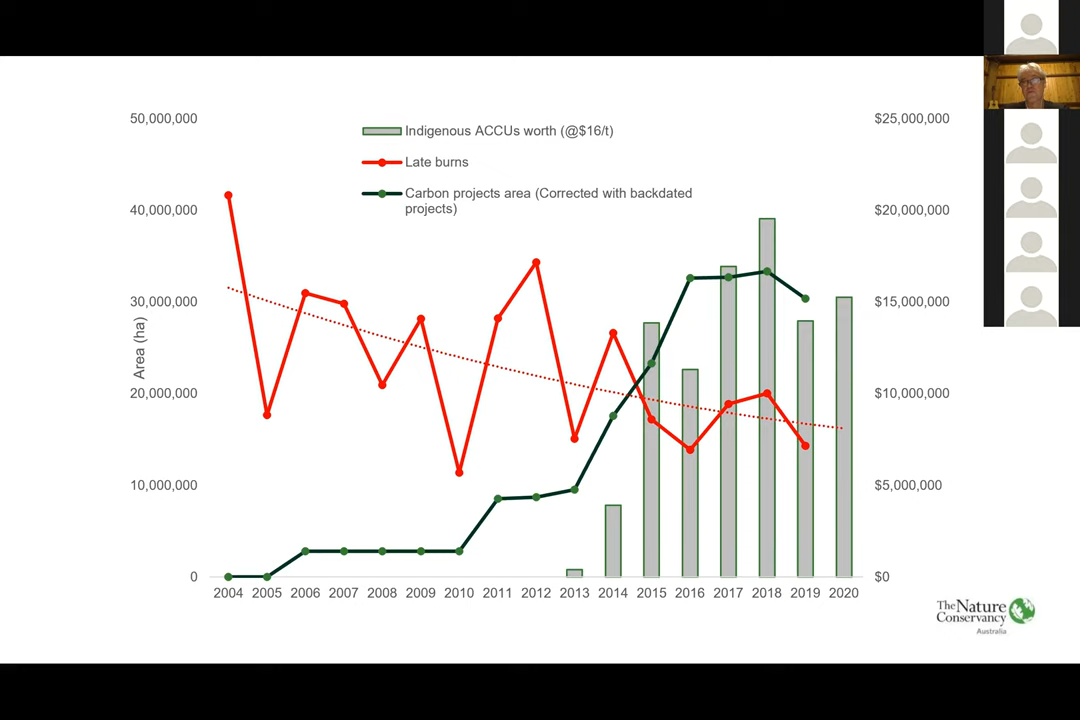 50,000,000
40,000,000
30,000,000
20,000,000
10,000,000
0
Area (ha)
Indigenous ACCUs worth (@$16/t)
Late burns
Carbon projects area (Corrected with backdated
projects)
$25,000,000
$20,000,000
$15,000,000
$10,000,000
$5,000,000
$0
2004 2005 2006 2007 2008 2009 2010 2011 2012 2013 2014 2015 2016 2017 2018 2019 2020
The Nature
Conservancy
Australia